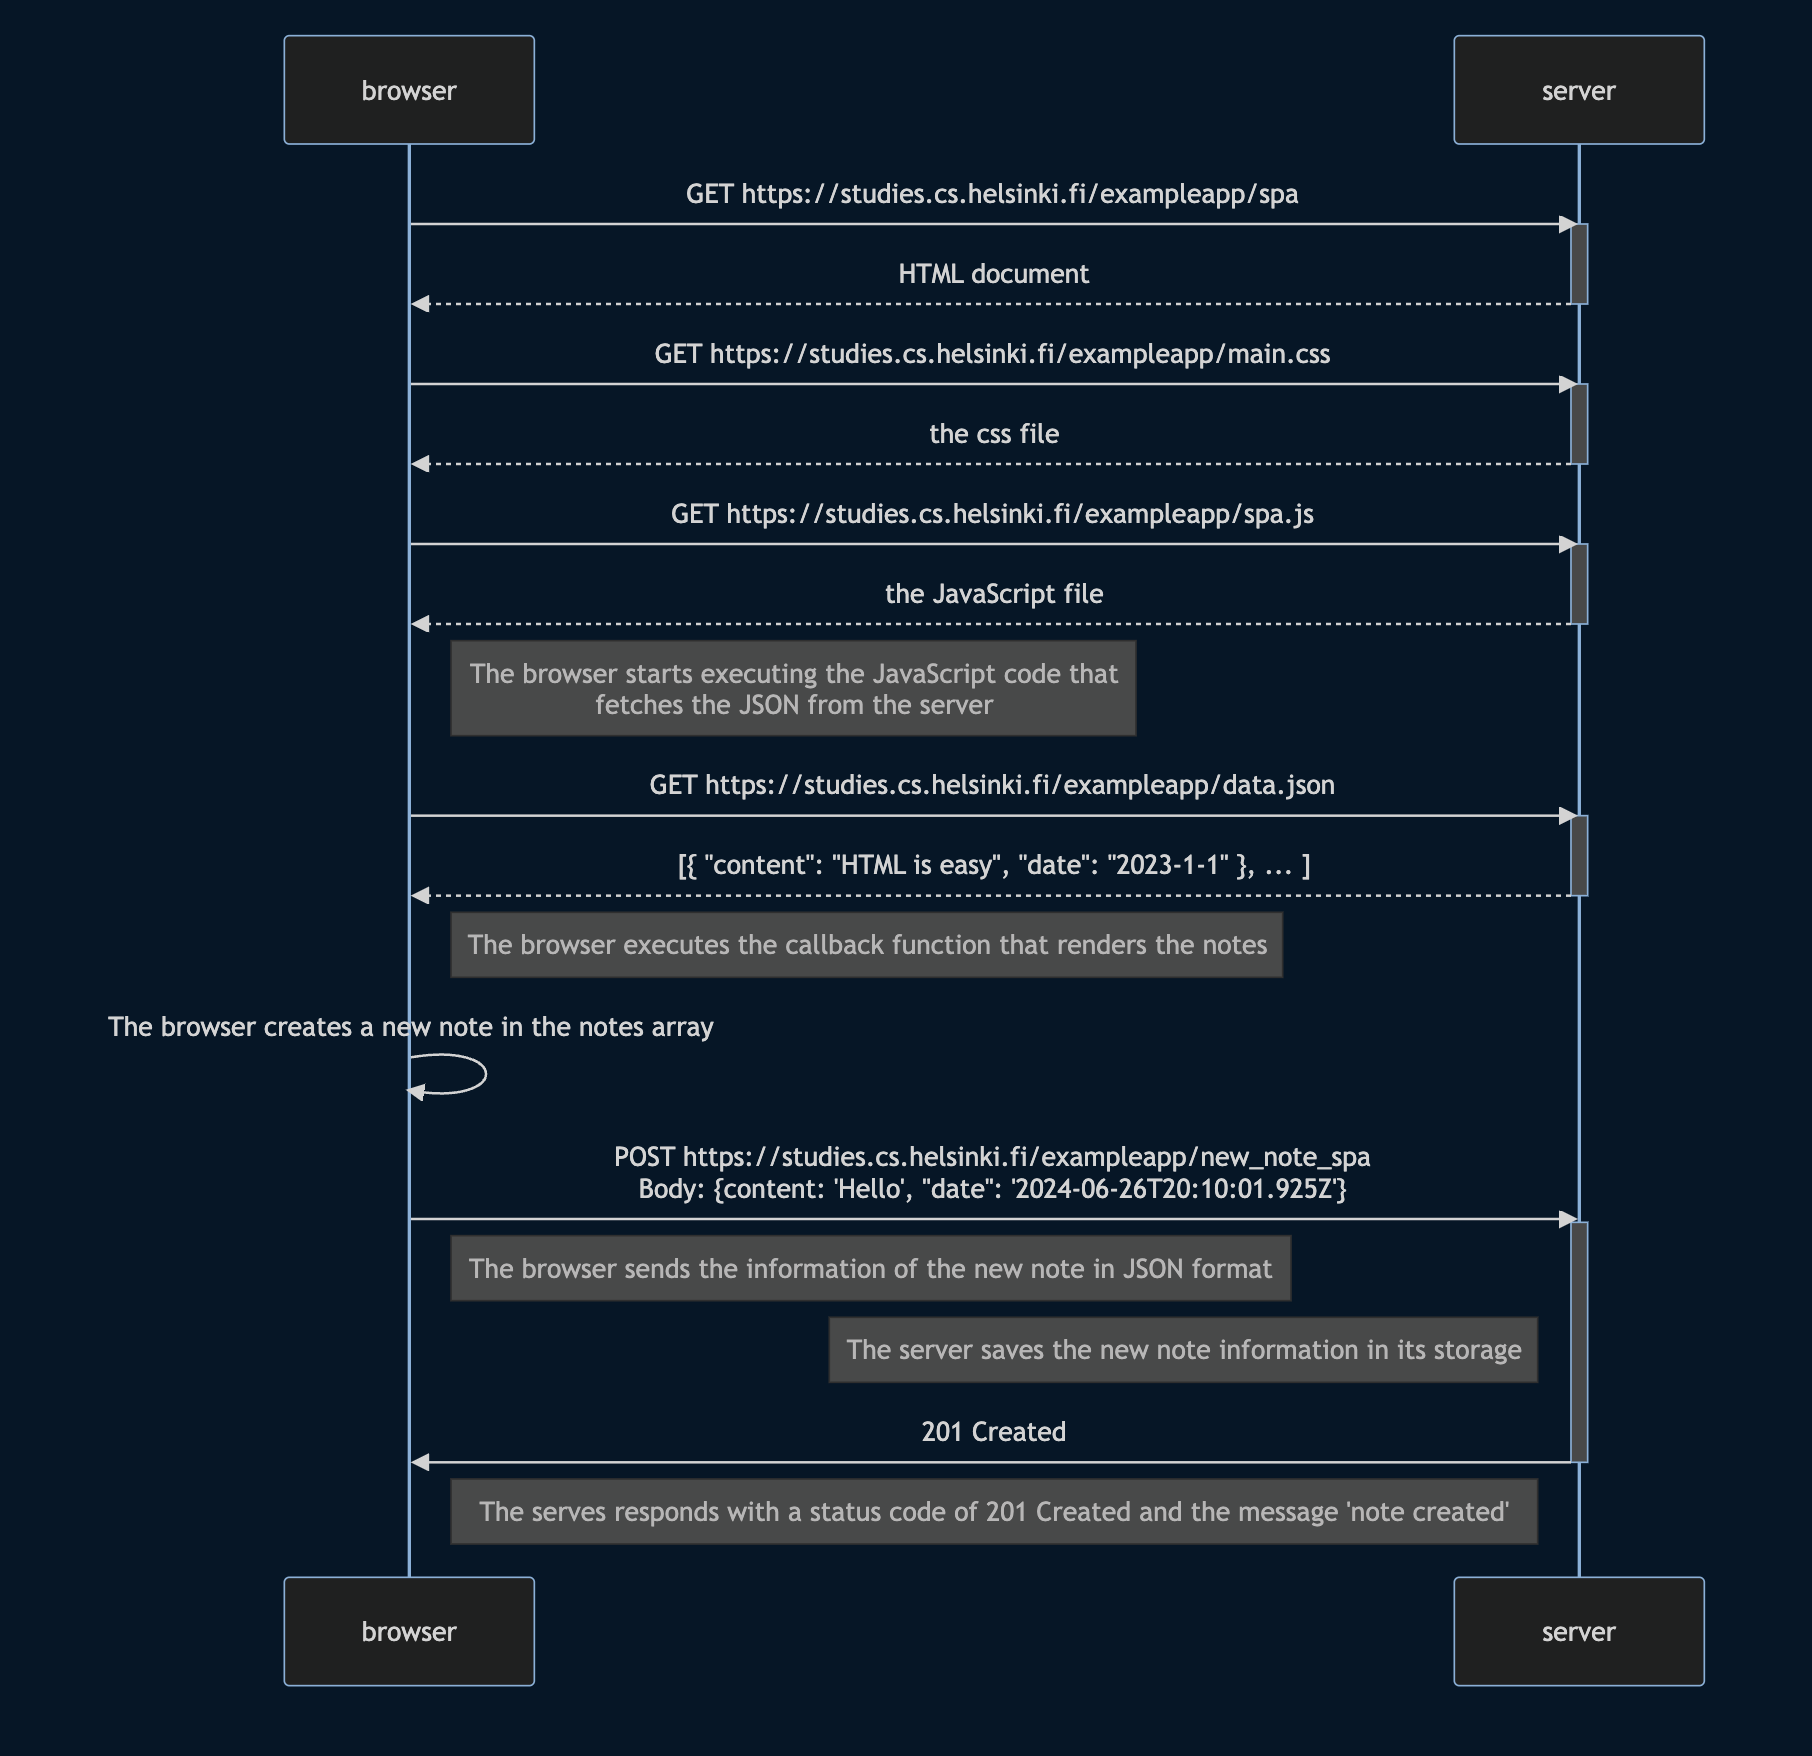 browser
server
GET https://studies.cs.helsinki.fi/exampleapp/spa
HTML document
GET https://studies.cs.helsinki.fi/exampleapp/main.css
the css file
GET https://studies.cs.helsinki.fi/exampleapp/spa.js
the JavaScript file
The browser starts executing the JavaScript code that
fetches the JSON from the server
GET https://studies.cs.helsinki.fi/exampleapp/data.json
[{ "content": "HTML is easy", "date": "2023-1-1" }, ... ]
The browser executes the callback function that renders the notes
The browser creates a new note in the notes array
POST https://studies.cs.helsinki.fi/exampleapp/new_note_spa
Body: {content: 'Hello', "date": '2024-06-26T20:10:01.925Z'}
The browser sends the information of the new note in JSON format
The server saves the new note information in its storage
201 Created
The serves responds with a status code of 201 Created and the message 'note created'
browser
server